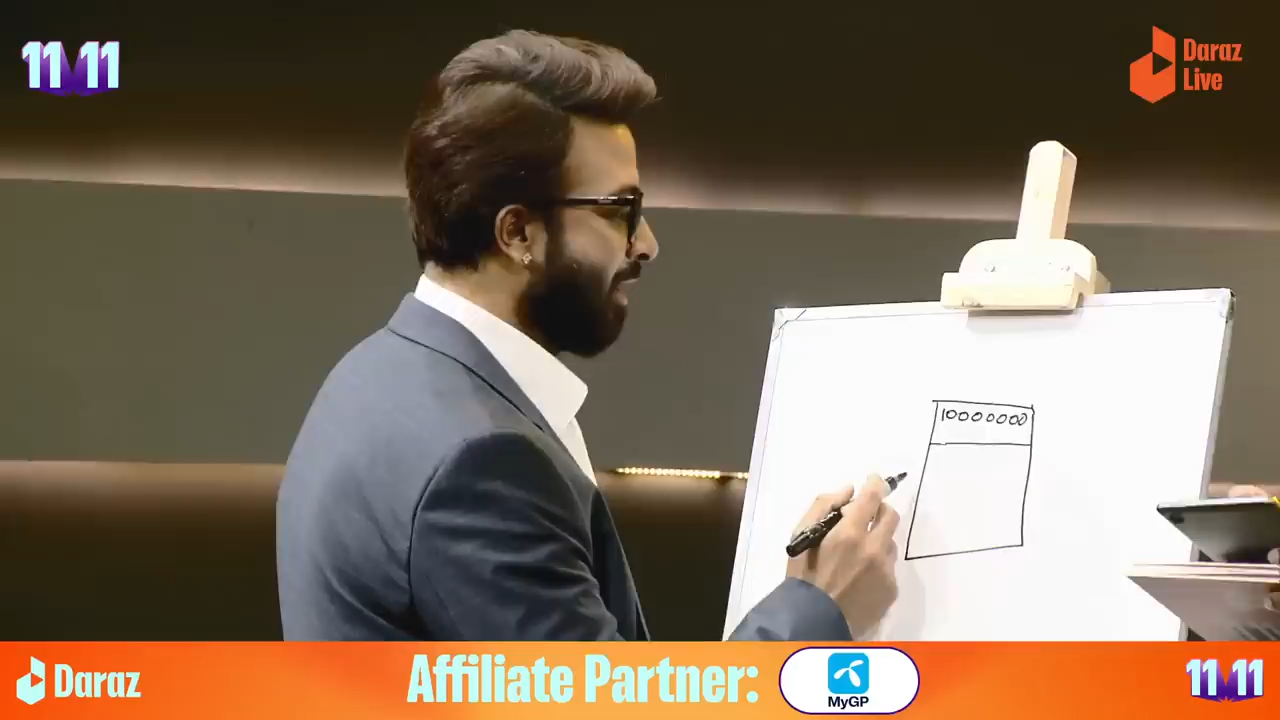 11 11
Daraz
Live
10000000
Daraz
Affiliate Partner:
MyGP
11 11